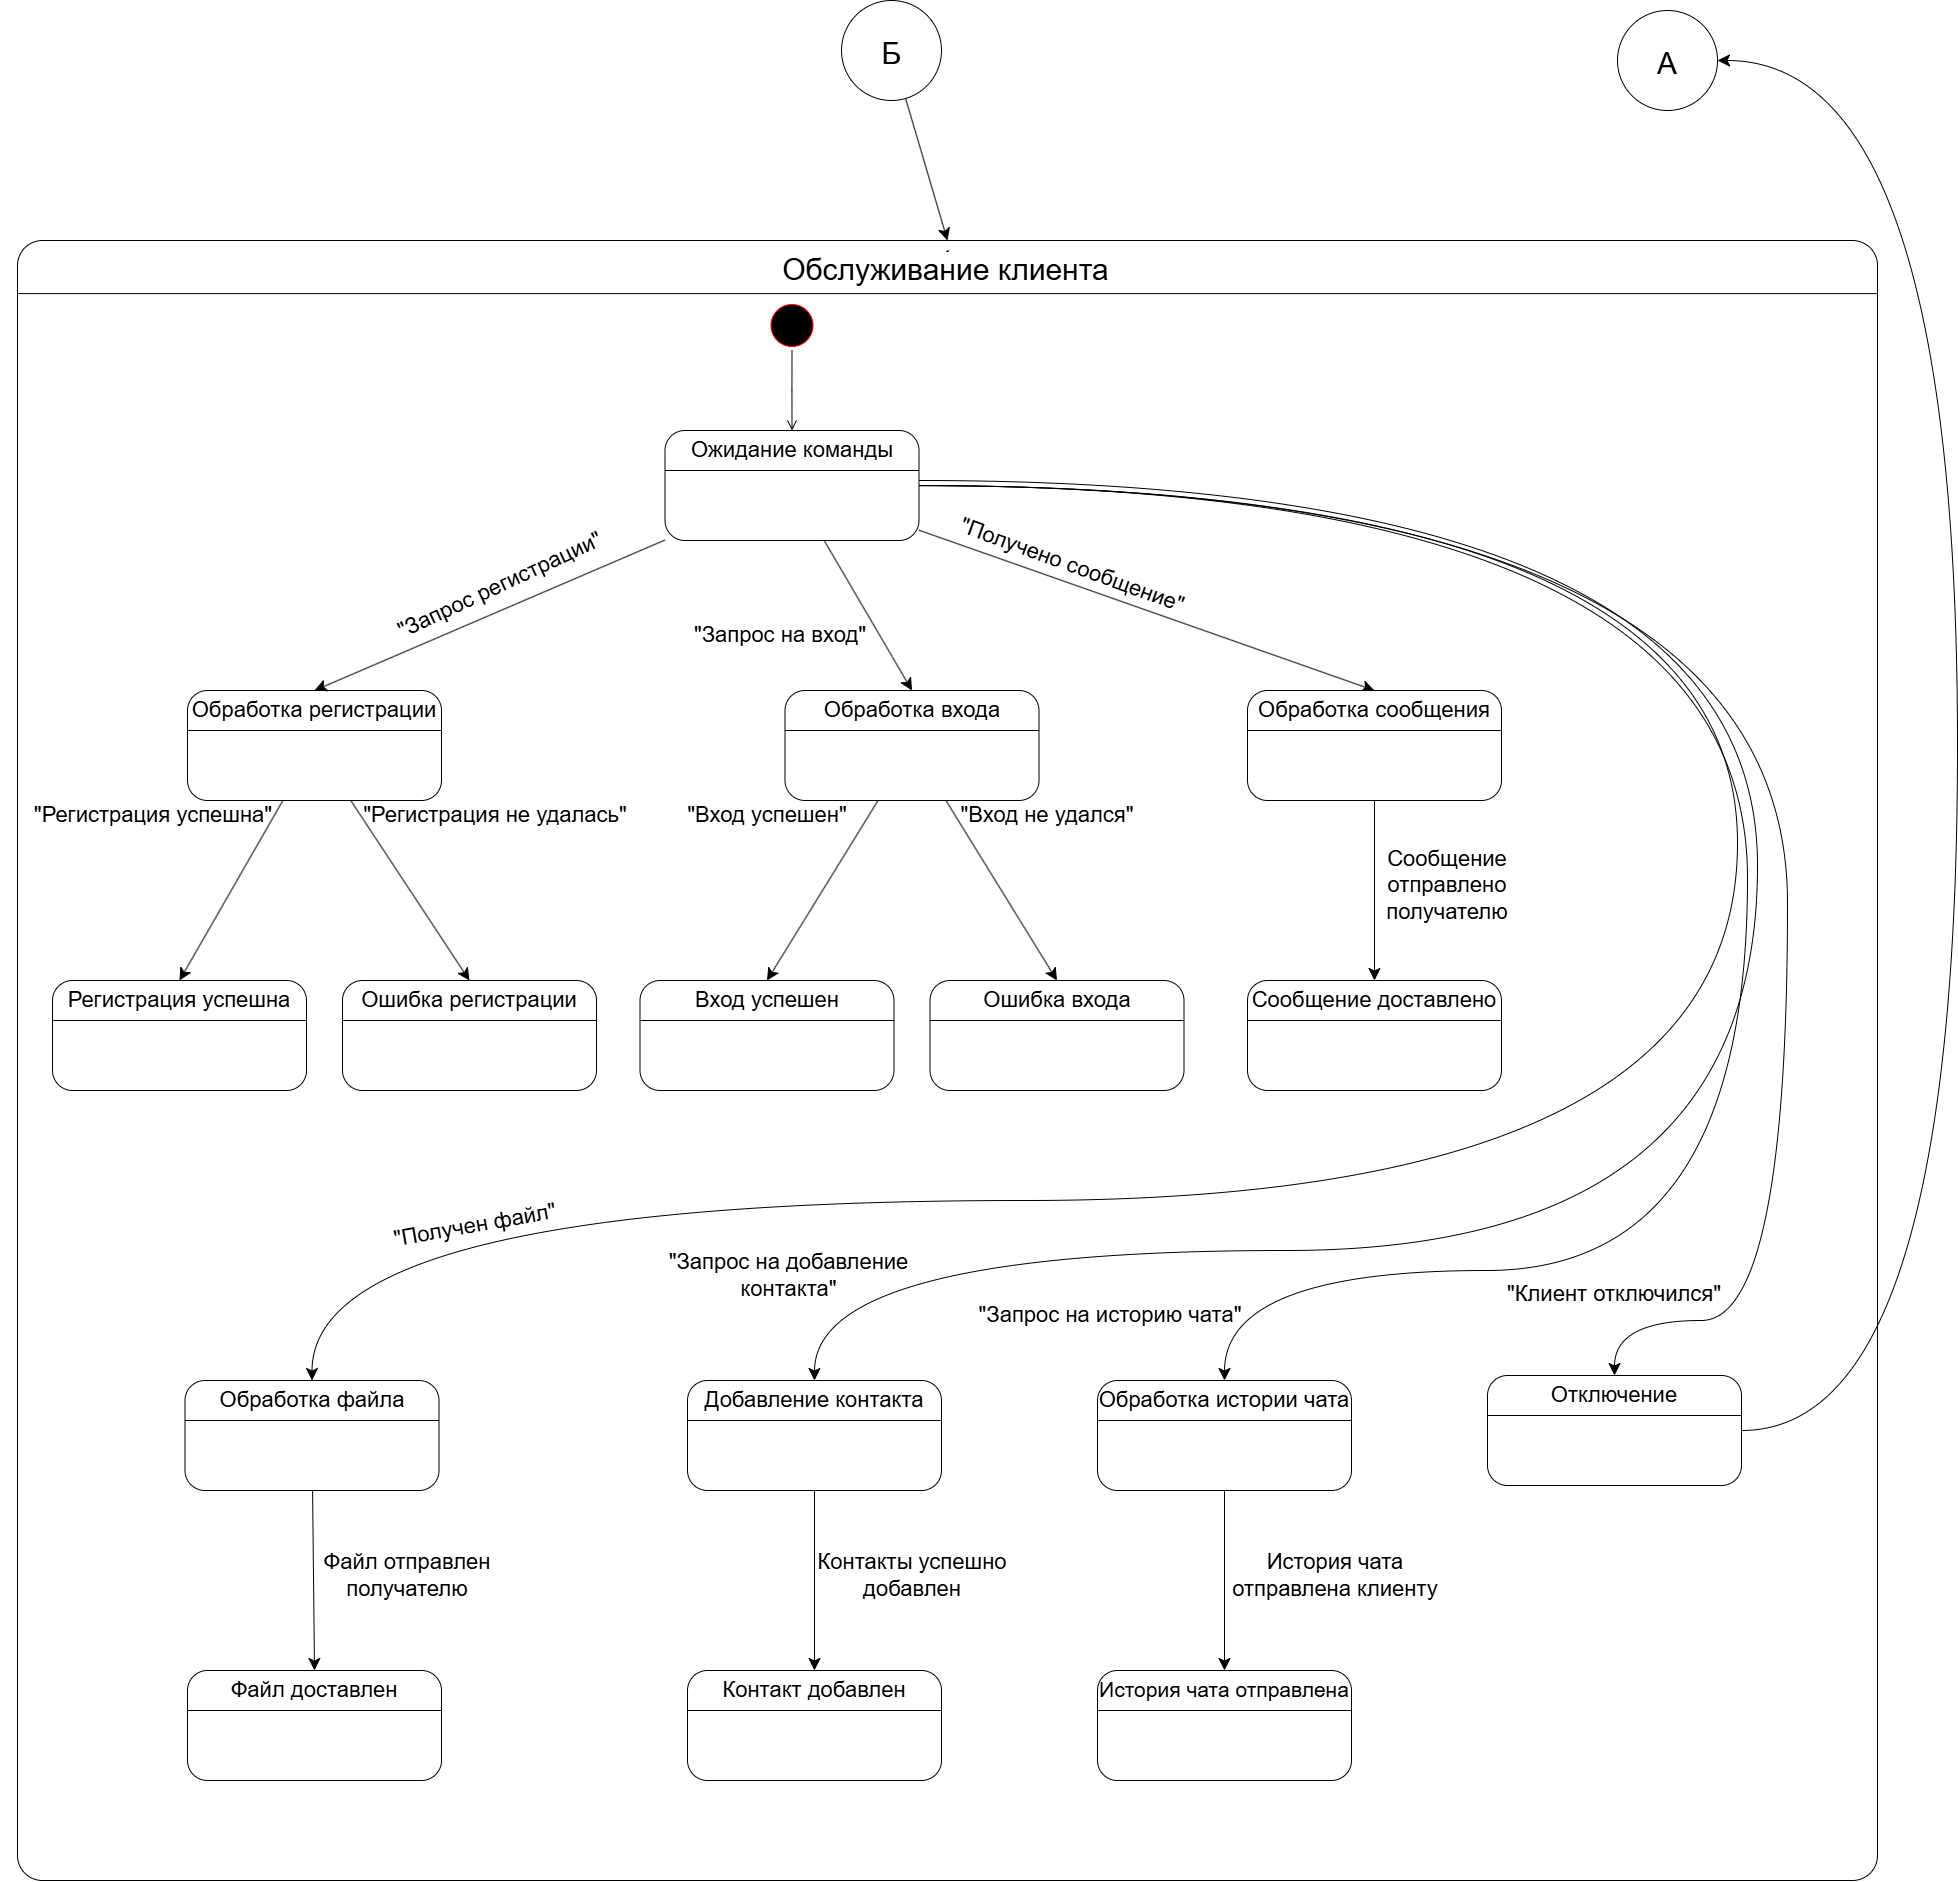 Б
А
Обслуживание клиента
Ожидание команды
"Запрос регистрации"
"Запрос на вход"
"Получено сообщение"
Обработка регистрации
Обработка входа
Обработка сообщения
"Регистрация успешна"
"Регистрация не удалась"
"Вход успешен"
"Вход не удался"
Сообщение
отправлено
получателю
Регистрация успешна
Ошибка регистрации
Вход успешен
Ошибка входа
Сообщение доставлено
"Получен файл"
"Запрос на добавление
контакта"
"Запрос на историю чата"
"Клиент отключился"
Обработка файла
Добавление контакта
Обработка истории чата
Отключение
Файл отправлен
получателю
Контакты успешно
добавлен
История чата
отправлена клиенту
Файл доставлен
Контакт добавлен
История чата отправлена